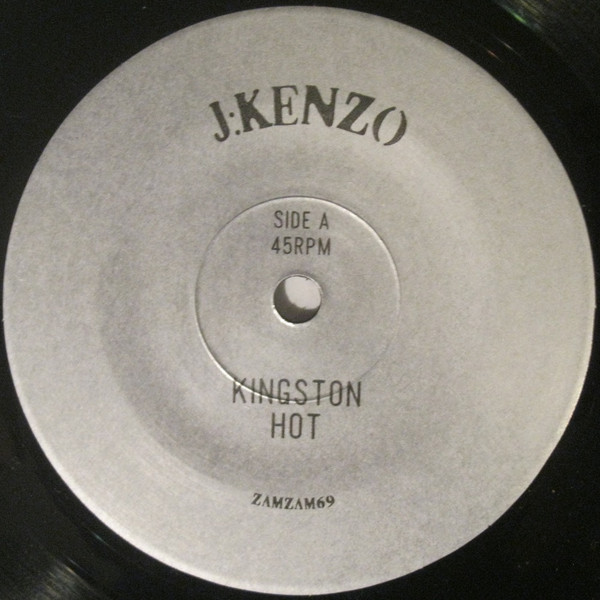 J:KENZO
SIDE A
45RPM
KINGSTON
HOT
ZAMZAM69